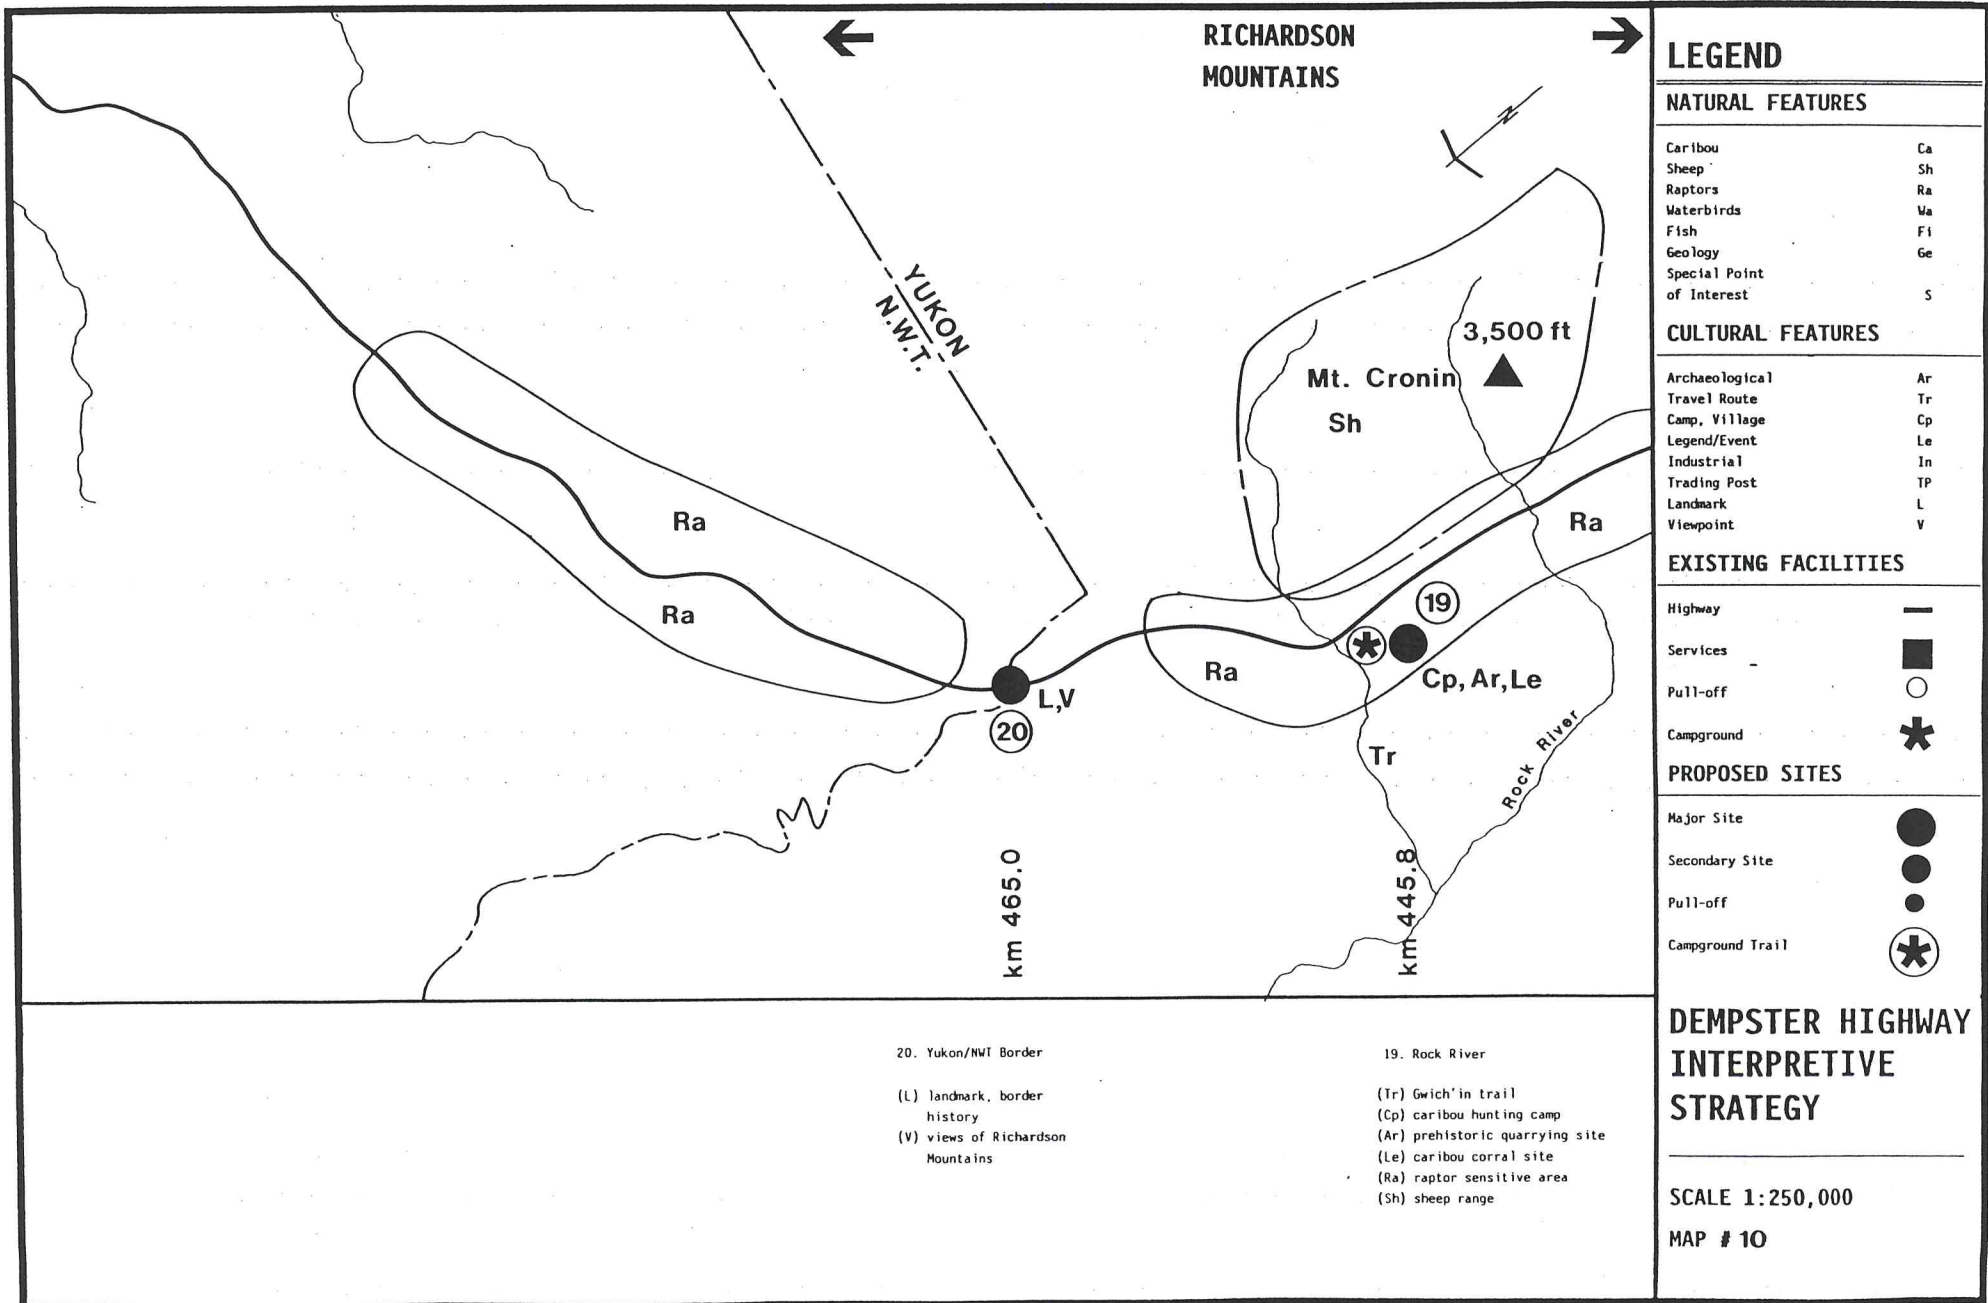 RICHARDSON
MOUNTAINS
N
YUKON
N.W.T.
3,500 ft
Mt. Cronin
Sh
Ra
Ra
Ra
Ra
19
Cp, Ar, Le
L,V
20
Tr
Rock River
km 465.0
km 445.8
20. Yukon/NWT Border
(L) landmark, border
history
(V) views of Richardson
Mountains
19. Rock River
(Tr) Gwich'in trail
(Cp) caribou hunting camp
(Ar) prehistoric quarrying site
(Le) caribou corral site
(Ra) raptor sensitive area
(Sh) sheep range
LEGEND
NATURAL FEATURES
Caribou Ca
Sheep Sh
Raptors Ra
Waterbirds Wa
Fish Fi
Geology Ge
Special Point
of Interest S
CULTURAL FEATURES
Archaeological Ar
Travel Route Tr
Camp, Village Cp
Legend/Event Le
Industrial In
Trading Post TP
Landmark L
Viewpoint V
EXISTING FACILITIES
Highway
Services
Pull-off
Campground
PROPOSED SITES
Major Site
Secondary Site
Pull-off
Campground Trail
DEMPSTER HIGHWAY
INTERPRETIVE
STRATEGY
SCALE 1:250,000
MAP # 10